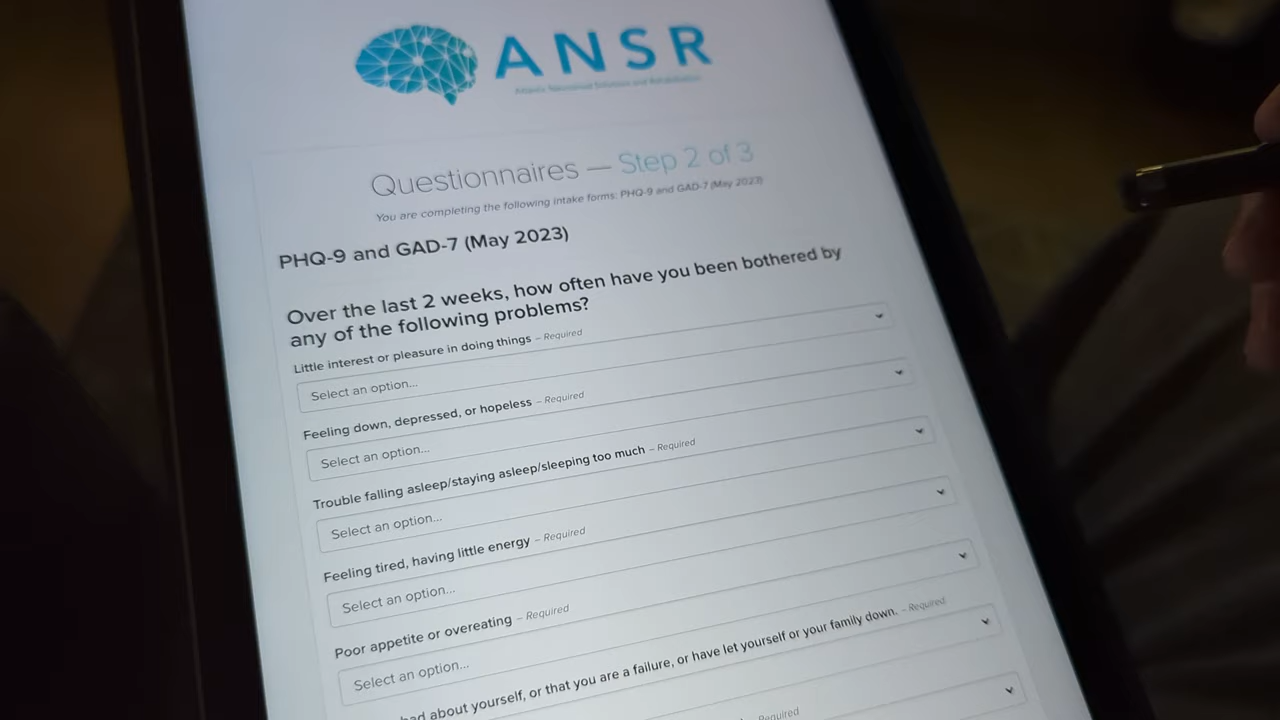 ANSR
Questionnaires — Step 2 of 3
You are completing the following intake forms: PHQ-9 and GAD-7 (May 2023)
PHQ-9 and GAD-7 (May 2023)
Over the last 2 weeks, how often have you been bothered by
any of the following problems?
Little interest or pleasure in doing things – Required
Select an option...
Feeling down, depressed, or hopeless – Required
Select an option...
Trouble falling asleep/staying asleep/sleeping too much – Required
Select an option...
Feeling tired, having little energy – Required
Select an option...
Poor appetite or overeating – Required
Select an option...
about yourself, or that you are a failure, or have let yourself or your family down. – Required
Required